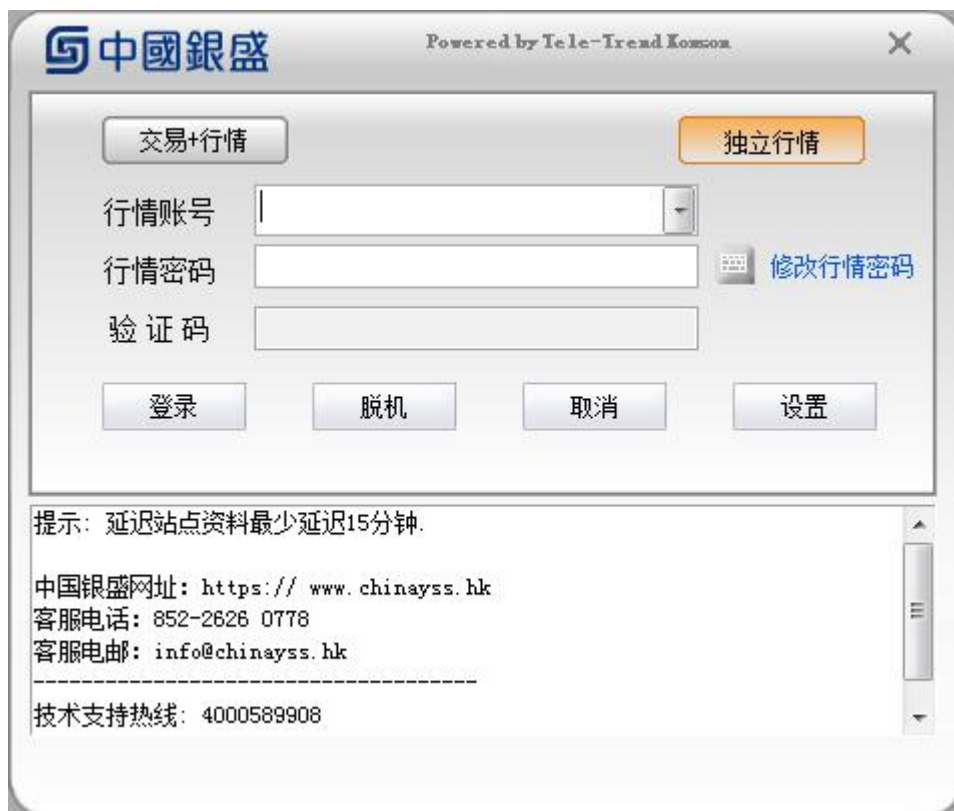 中國銀盛 Powered by Tele-Trend Konson ×
交易+行情 独立行情
行情账号
行情密码 修改行情密码
验证码
登录 脱机 取消 设置
提示: 延迟站点资料最少延迟15分钟.
中国银盛网址: https:// www.chinayss.hk
客服电话: 852-2626 0778
客服电邮: info@chinayss.hk
-------------------------------------
技术支持热线: 4000589908